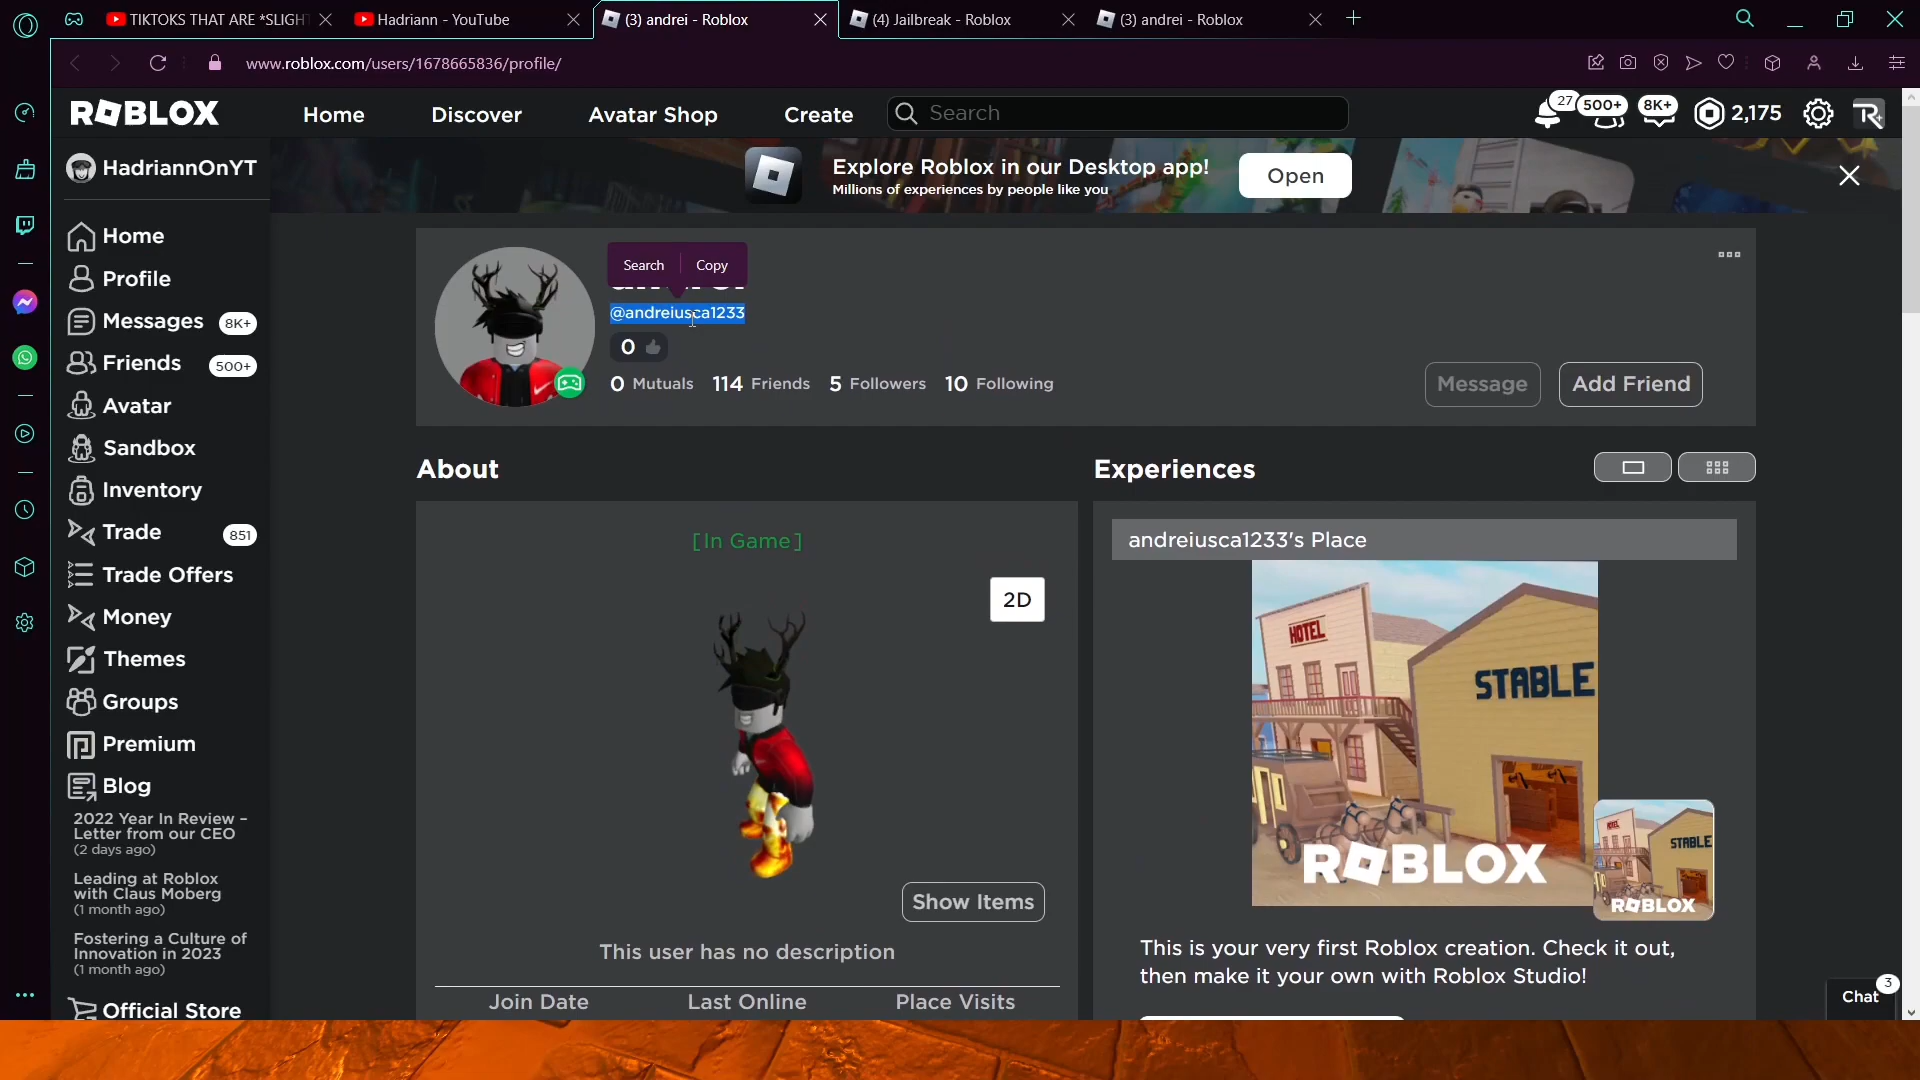 TIKTOKS THAT ARE *SLIGH
Hadriann - YouTube
(3) andrei - Roblox
(4) Jailbreak - Roblox
(3) andrei - Roblox
www.roblox.com/users/1678665836/profile/
ROBLOX
Home
Discover
Avatar Shop
Create
Search
27
500+
8K+
2,175
HadriannOnYT
Explore Roblox in our Desktop app!
Millions of experiences by people like you
Open
Home
Profile
Messages 8K+
Friends 500+
Avatar
Sandbox
Inventory
Trade 851
Trade Offers
Money
Themes
Groups
Premium
Blog
2022 Year In Review –
Letter from our CEO
(2 days ago)
Leading at Roblox
with Claus Moberg
(1 month ago)
Fostering a Culture of
Innovation in 2023
(1 month ago)
Official Store
Search
Copy
@andreiusca1233
0
0 Mutuals 114 Friends 5 Followers 10 Following
Message
Add Friend
About
[In Game]
2D
Show Items
This user has no description
Join Date
Last Online
Place Visits
Experiences
andreiusca1233's Place
HOTEL
STABLE
ROBLOX
HOTEL
STABLE
ROBLOX
This is your very first Roblox creation. Check it out,
then make it your own with Roblox Studio!
Chat
3